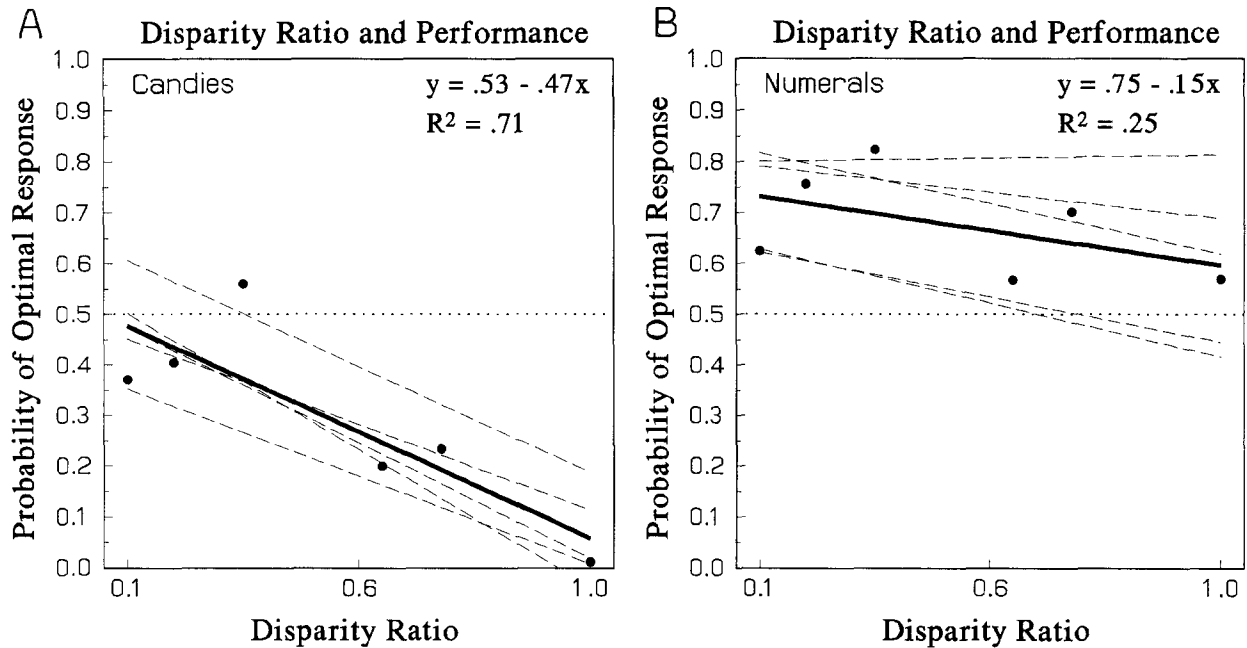 A
Disparity Ratio and Performance
Candies
y = .53 - .47x
R² = .71
Probability of Optimal Response
1.0
0.9
0.8
0.7
0.6
0.5
0.4
0.3
0.2
0.1
0.0
0.1 0.6 1.0
Disparity Ratio
B
Disparity Ratio and Performance
Numerals
y = .75 - .15x
R² = .25
Probability of Optimal Response
1.0
0.9
0.8
0.7
0.6
0.5
0.4
0.3
0.2
0.1
0.0
0.1 0.6 1.0
Disparity Ratio